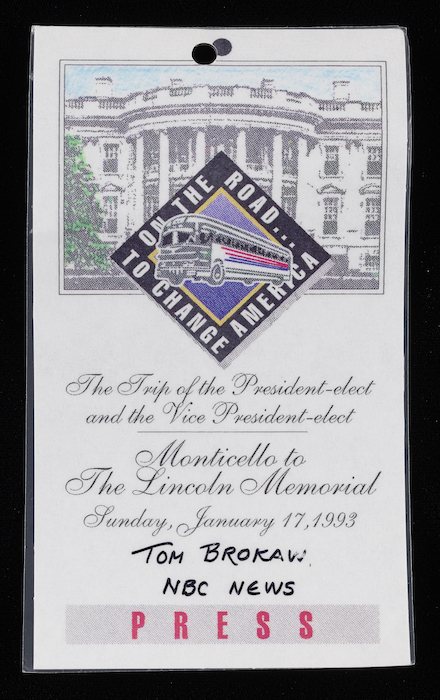 ON THE ROAD...
TO CHANGE AMERICA
The Trip of the President-elect
and the Vice President-elect
Monticello to
The Lincoln Memorial
Sunday, January 17, 1993
TOM BROKAW
NBC NEWS
PRESS